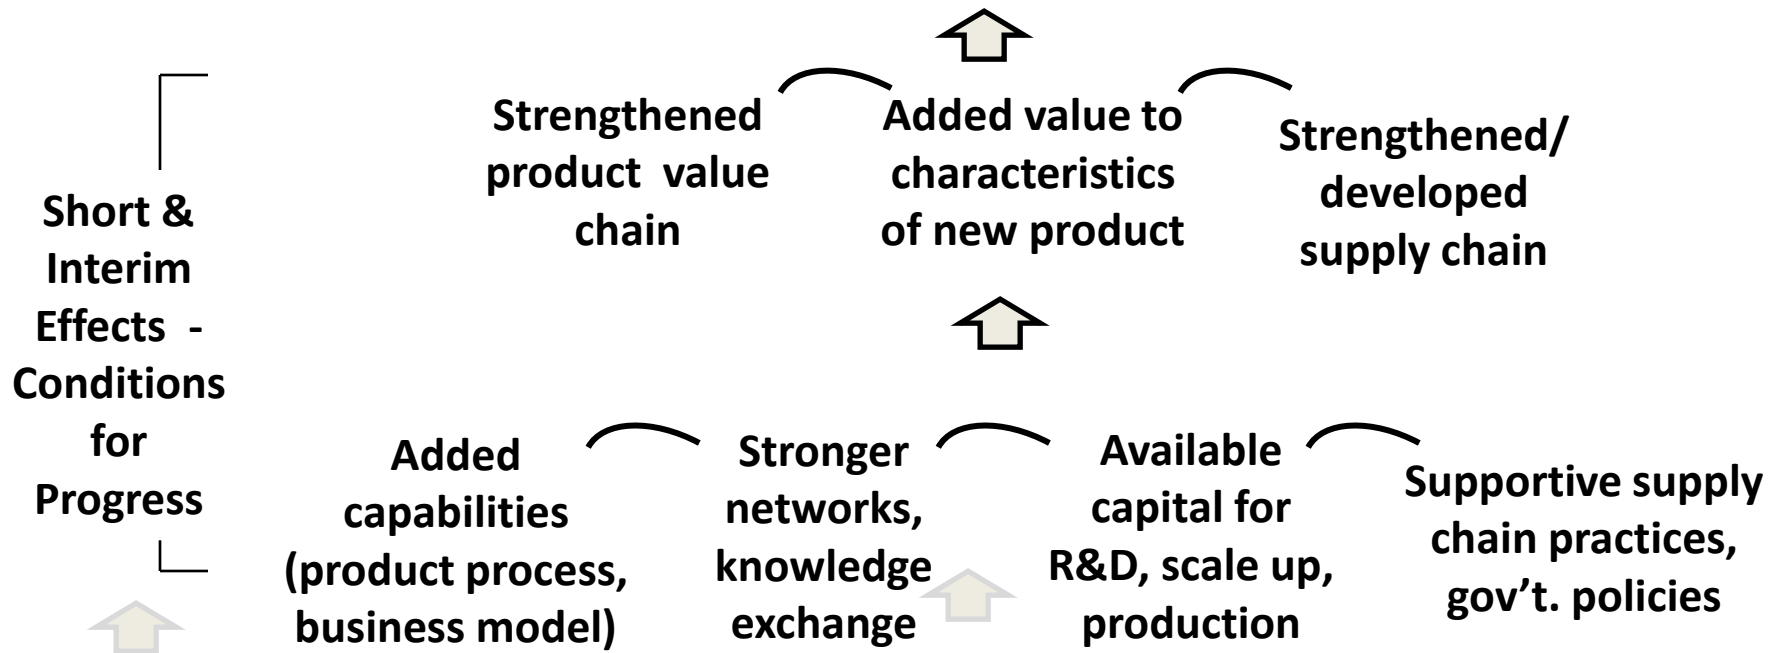 Short &
Interim
Effects -
Conditions
for
Progress
Strengthened
product value
chain
Added value to
characteristics
of new product
Strengthened/
developed
supply chain
Added
capabilities
(product process,
business model)
Stronger
networks,
knowledge
exchange
Available
capital for
R&D, scale up,
production
Supportive supply
chain practices,
gov’t. policies